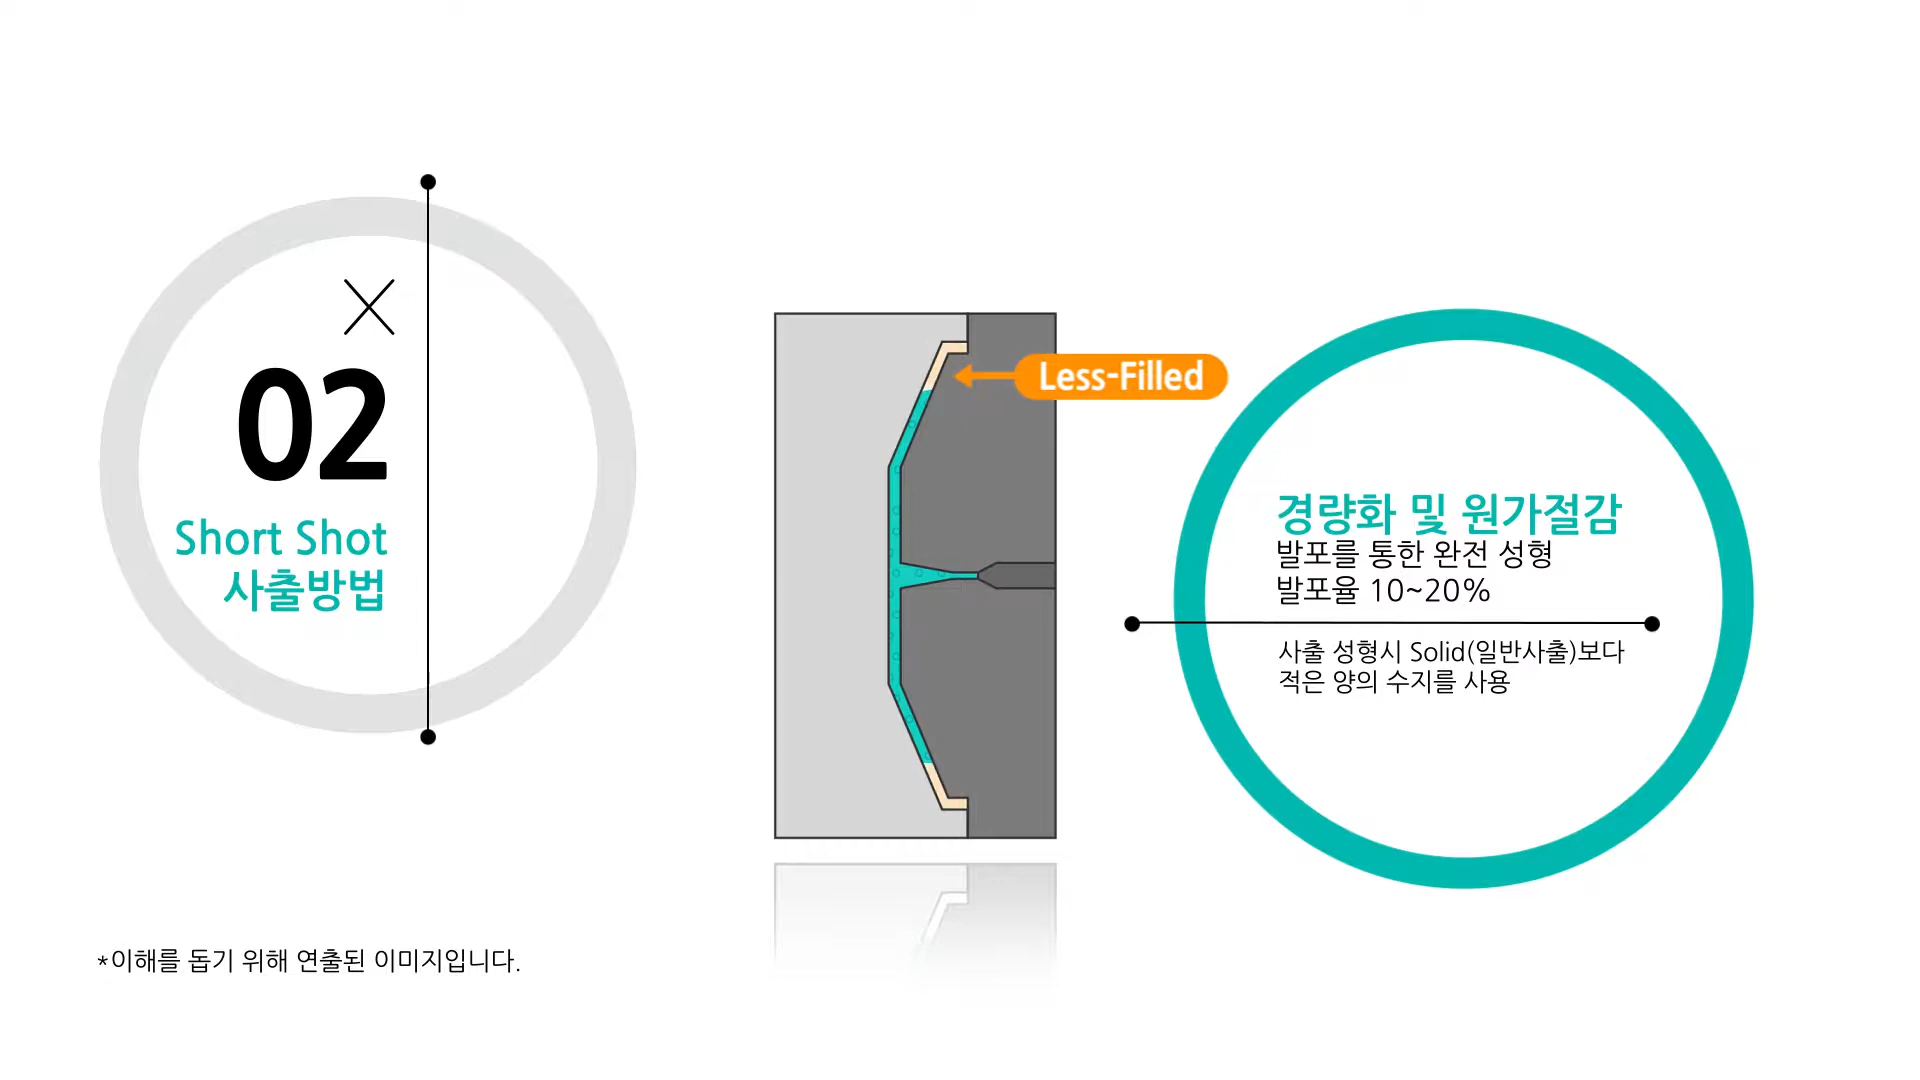 02
Short Shot
사출방법
Less-Filled
경량화 및 원가절감
발포를 통한 완전 성형
발포율 10~20%
사출 성형시 Solid(일반사출)보다
적은 양의 수지를 사용
*이해를 돕기 위해 연출된 이미지입니다.